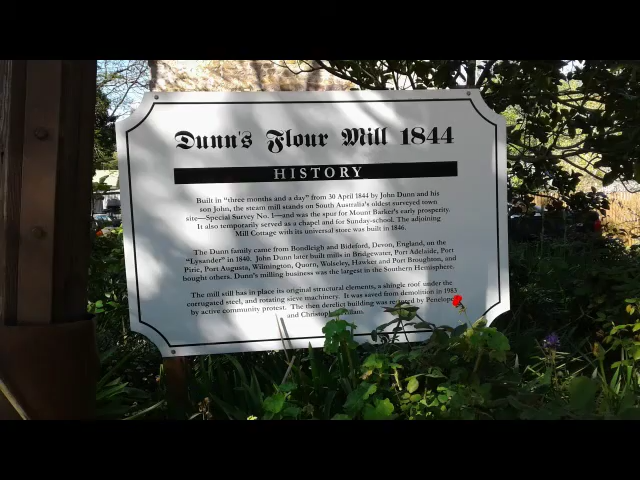 Dunn's Flour Mill 1844
HISTORY
Built in "three months and a day" from 30 April 1844 by John Dunn and his
son John, the steam mill stands on South Australia's oldest surveyed town
site—Special Survey No. 1—and was the spur for Mount Barker's early prosperity.
It also temporarily served as a chapel and for Sunday-school. The adjoining
Mill Cottage with its universal store was built in 1846.
The Dunn family came from Bondleigh and Bideford, Devon, England, on the
"Lysander" in 1840. John Dunn later built mills in Bridgewater, Port Adelaide, Port
Pirie, Port Augusta, Wilmington, Quorn, Wolseley, Hawker and Port Broughton, and
bought others. Dunn's milling business was the largest in the Southern Hemisphere.
The mill still has in place its original structural elements, a shingle roof under the
corrugated steel, and rotating sieve machinery. It was saved from demolition in 1983
by active community protest. The then derelict building was restored by Penelope
and